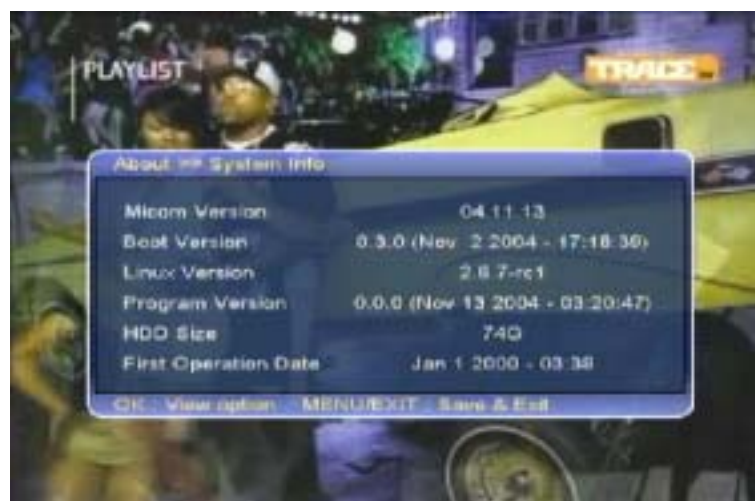 PLAYLIST
TRACE
About >> System Info
Micom Version 04.11.13
Boot Version 0.3.0 (Nov 2 2004 - 17:18:39)
Linux Version 2.6.7-rc1
Program Version 0.0.0 (Nov 13 2004 - 03:20:47)
HDD Size 74G
First Operation Date Jan 1 2000 - 03:38
OK : View option MENU/EXIT : Save & Exit